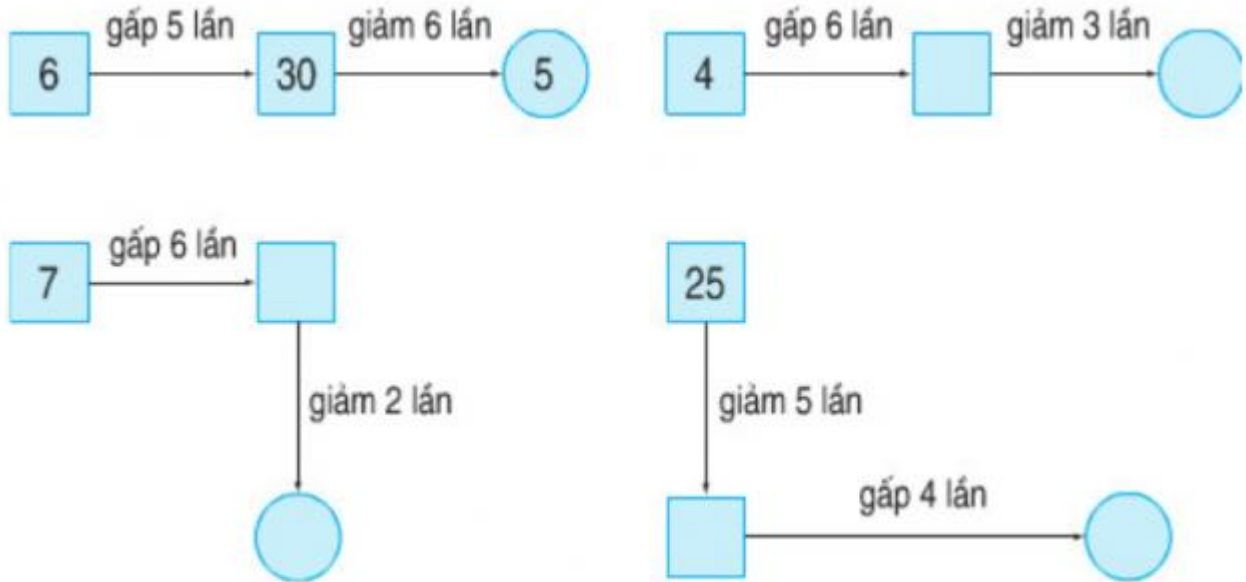 gấp 5 lần giảm 6 lần
6 30 5
gấp 6 lần giảm 3 lần
4
gấp 6 lần
7
giảm 2 lần
25
giảm 5 lần
gấp 4 lần